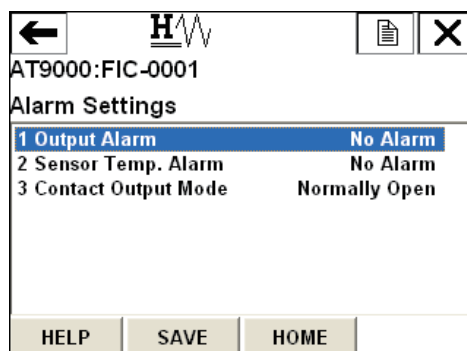 H
AT9000:FIC-0001
Alarm Settings
1 Output Alarm No Alarm
2 Sensor Temp. Alarm No Alarm
3 Contact Output Mode Normally Open
HELP SAVE HOME